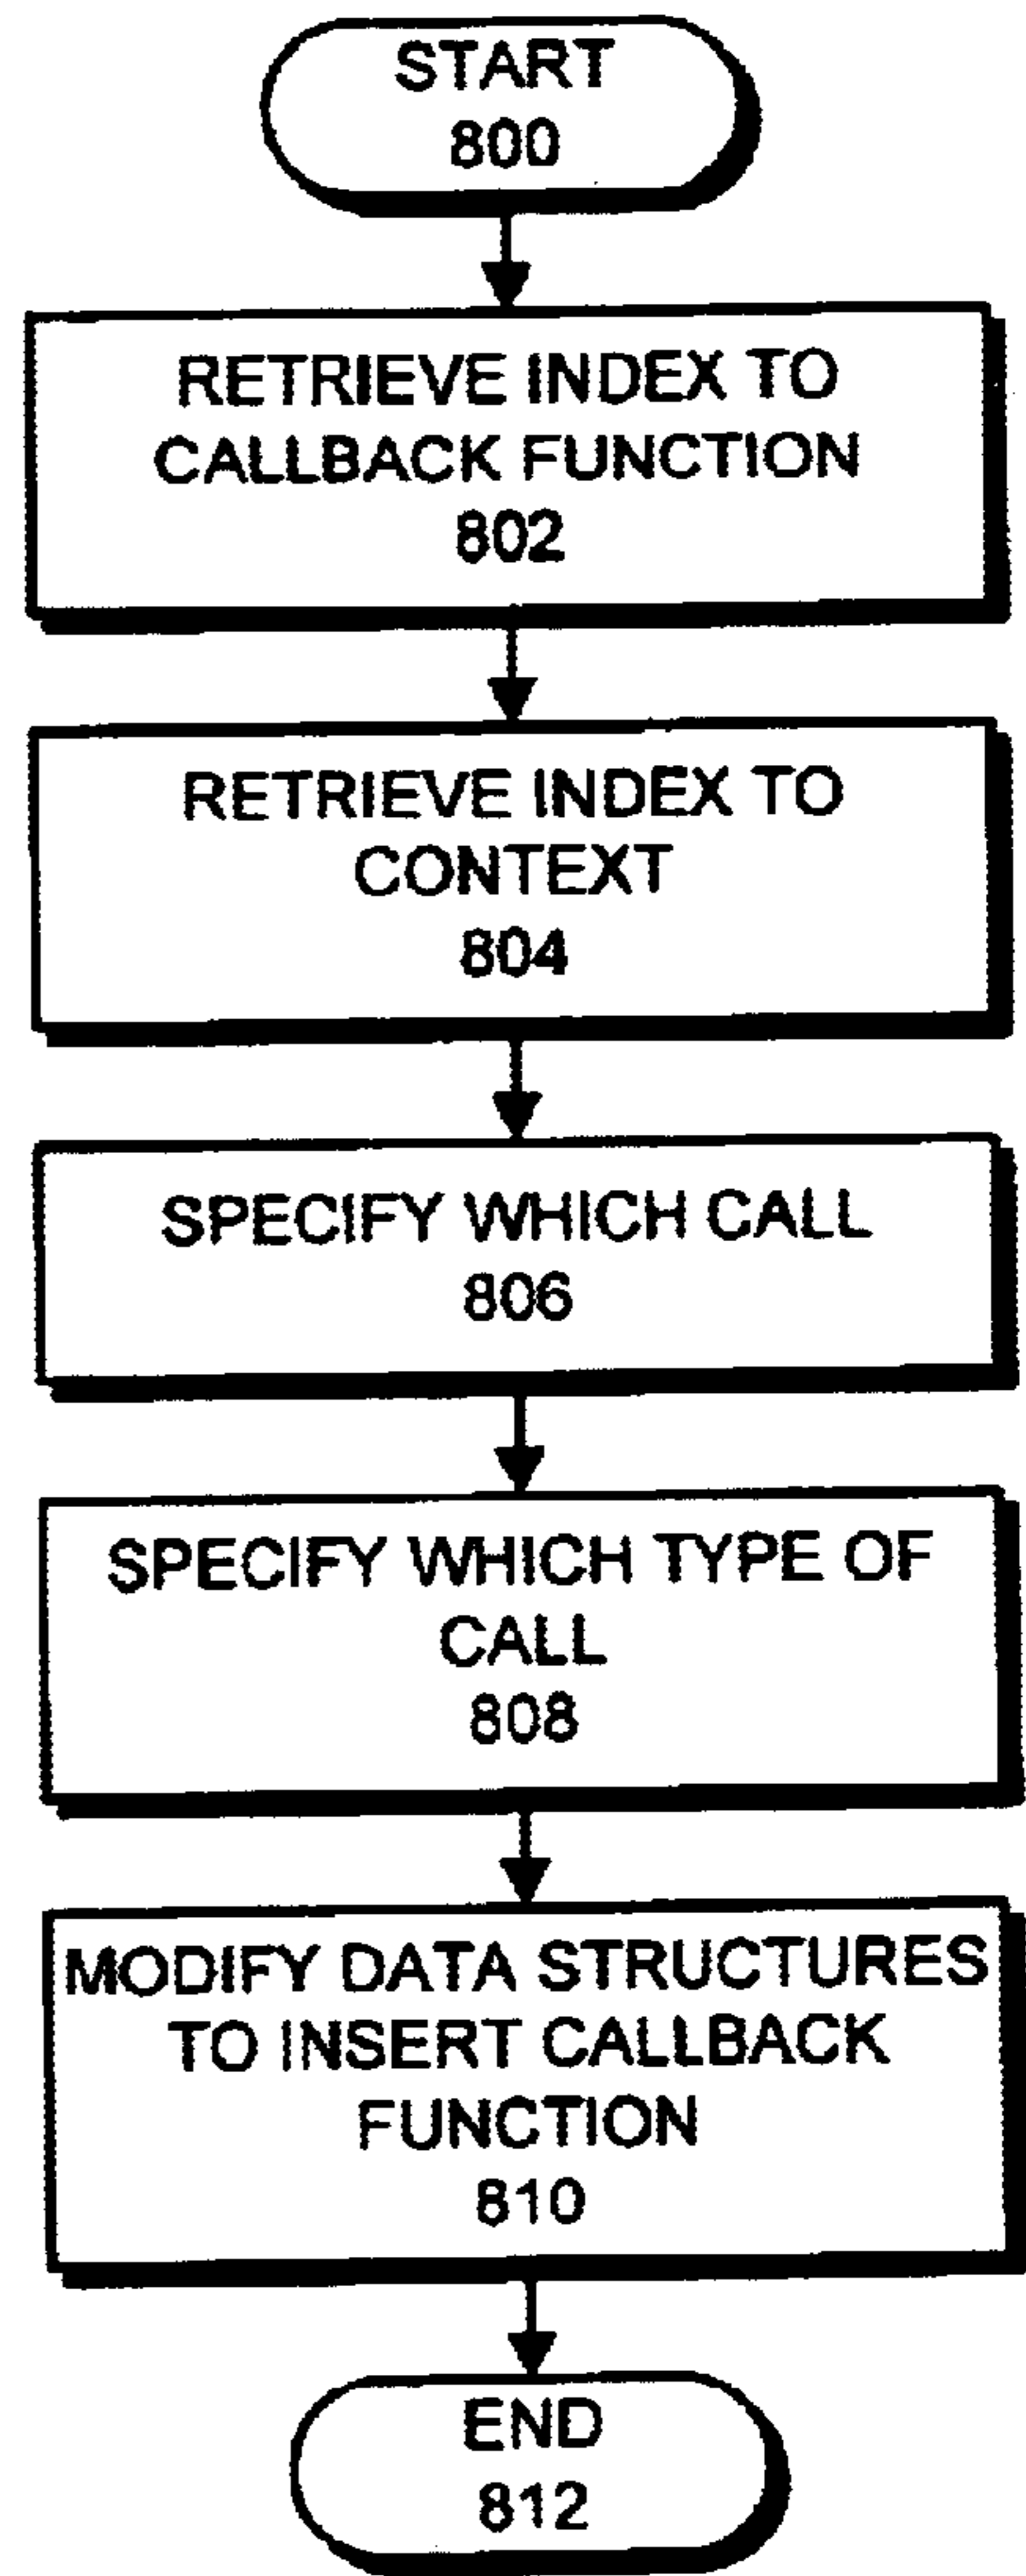 START
800
RETRIEVE INDEX TO
CALLBACK FUNCTION
802
RETRIEVE INDEX TO
CONTEXT
804
SPECIFY WHICH CALL
806
SPECIFY WHICH TYPE OF
CALL
808
MODIFY DATA STRUCTURES
TO INSERT CALLBACK
FUNCTION
810
END
812